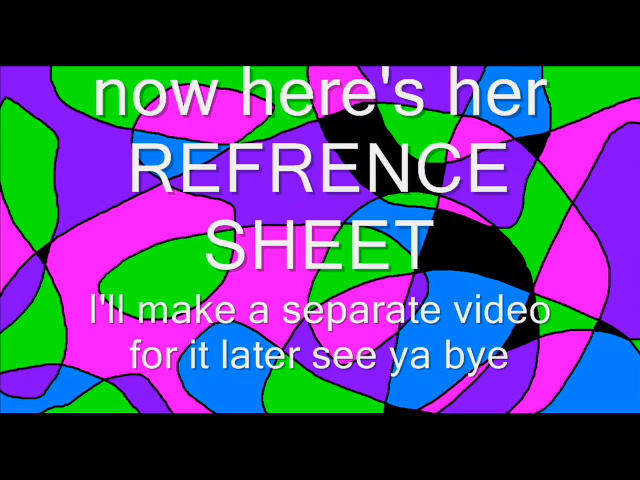 now here's her
REFRENCE
SHEET
I'll make a separate video
for it later see ya bye